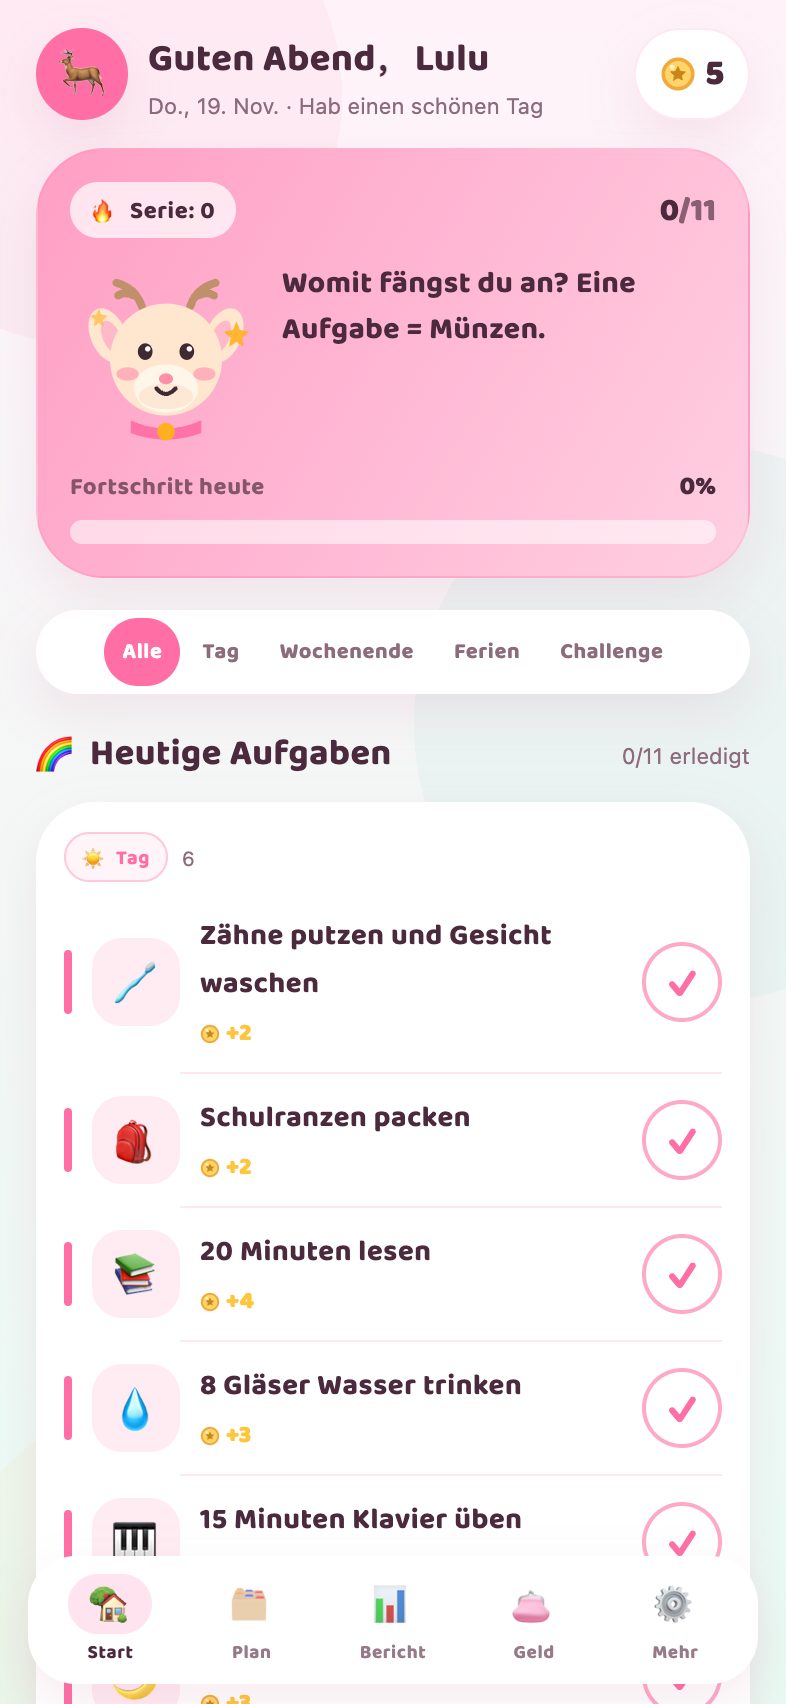 Guten Abend, Lulu
5
Do., 19. Nov. · Hab einen schönen Tag
Serie: 0
0/11
Womit fängst du an? Eine
Aufgabe = Münzen.
Fortschritt heute
0%
Alle
Tag
Wochenende
Ferien
Challenge
Heutige Aufgaben
0/11 erledigt
Tag
6
Zähne putzen und Gesicht
waschen
+2
Schulranzen packen
+2
20 Minuten lesen
+4
8 Gläser Wasser trinken
+3
15 Minuten Klavier üben
Start
Plan
Bericht
Geld
Mehr
+3